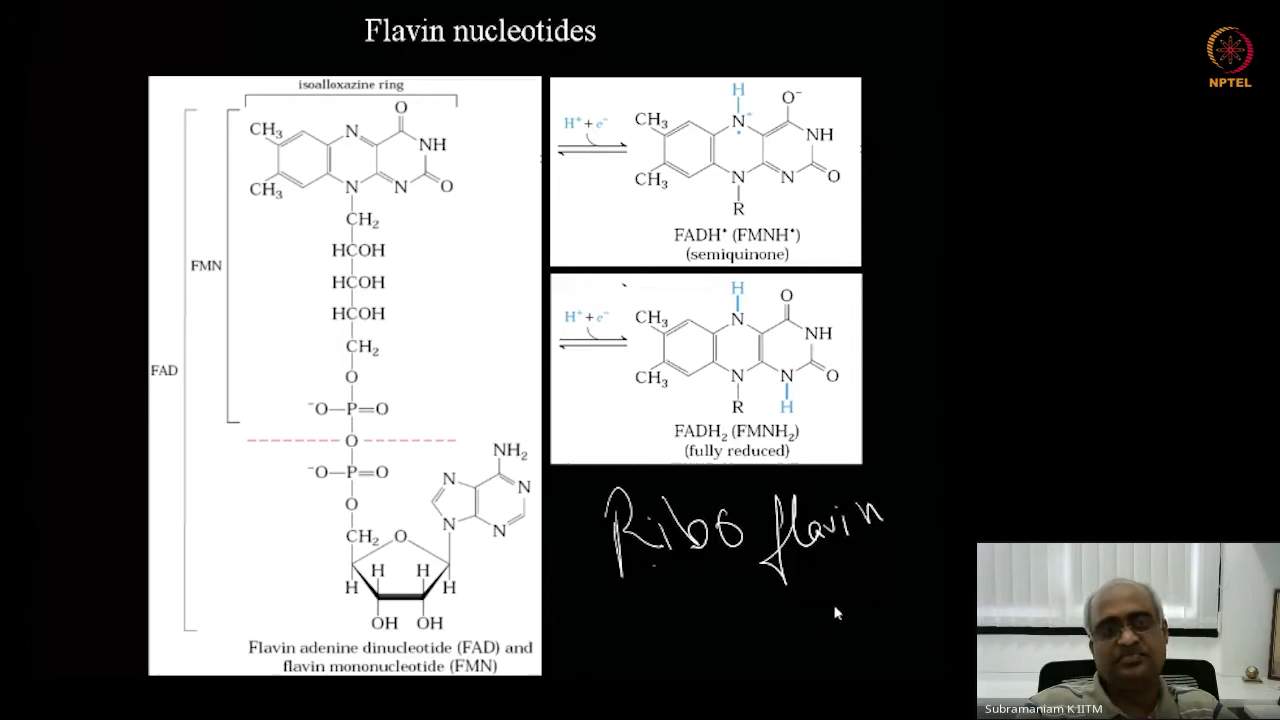 Flavin nucleotides
NPTEL
isoalloxazine ring
O
CH₃ N NH
CH₃ N N O
CH₂
HCOH
FMN
HCOH
HCOH
CH₂
O
FAD
⁻O—P=O
O
⁻O—P=O
NH₂
N N
O
N N
CH₂ O
H H
H H
OH OH
Flavin adenine dinucleotide (FAD) and
flavin mononucleotide (FMN)
H O⁻
H⁺ + e⁻
CH₃ N NH
CH₃ N N O
R
FADH• (FMNH•)
(semiquinone)
H O
H⁺ + e⁻
CH₃ N NH
CH₃ N N O
R H
FADH₂ (FMNH₂)
(fully reduced)
Ribo flavin
Subramaniam K IITM